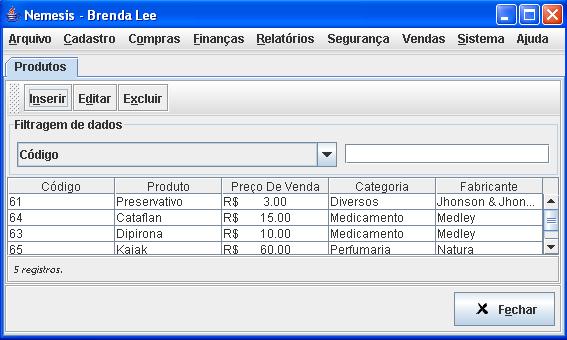 Nemesis - Brenda Lee
Arquivo Cadastro Compras Finanças Relatórios Segurança Vendas Sistema Ajuda
Produtos
Inserir Editar Excluir
Filtragem de dados
Código
Código Produto Preço De Venda Categoria Fabricante
61 Preservativo R$ 3.00 Diversos Jhonson & Jhon...
64 Cataflan R$ 15.00 Medicamento Medley
63 Dipirona R$ 10.00 Medicamento Medley
65 Kaiak R$ 60.00 Perfumaria Natura
5 registros.
X Fechar